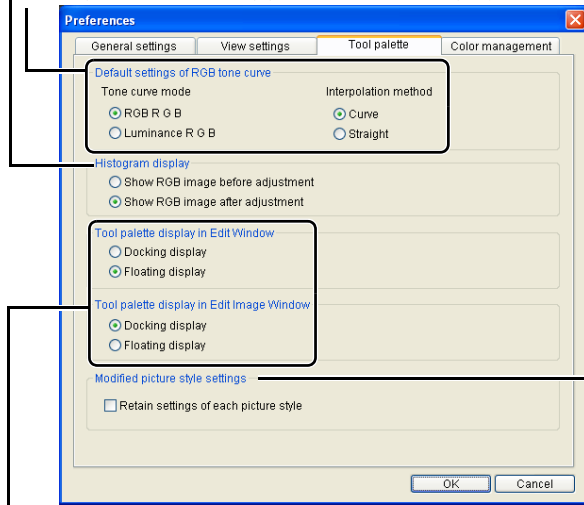 Preferences
General settings View settings Tool palette Color management
Default settings of RGB tone curve
Tone curve mode Interpolation method
RGB R G B Curve
Luminance R G B Straight
Histogram display
Show RGB image before adjustment
Show RGB image after adjustment
Tool palette display in Edit Window
Docking display
Floating display
Tool palette display in Edit Image Window
Docking display
Floating display
Modified picture style settings
Retain settings of each picture style
OK Cancel